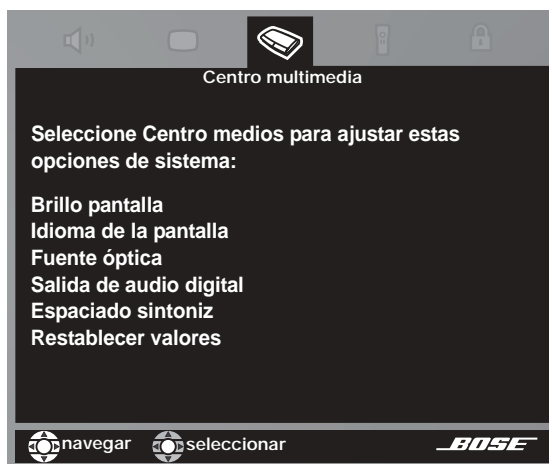 Centro multimedia
Seleccione Centro medios para ajustar estas
opciones de sistema:
Brillo pantalla
Idioma de la pantalla
Fuente óptica
Salida de audio digital
Espaciado sintoniz
Restablecer valores
navegar seleccionar BOSE